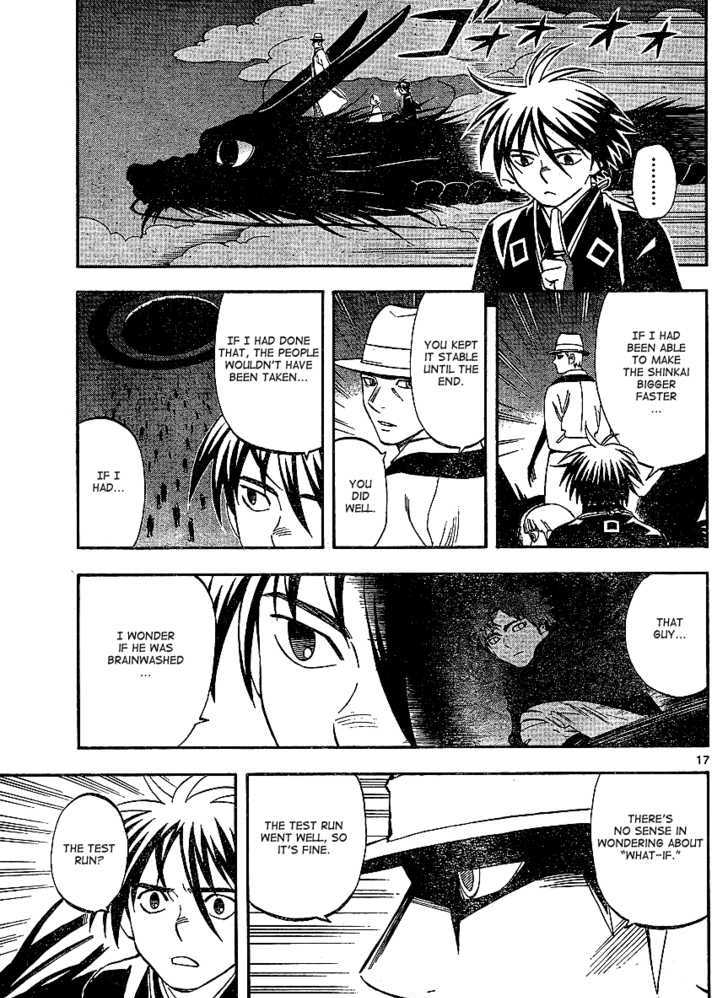 ゴオオオオ
........
IF I HAD
BEEN ABLE
TO MAKE
THE SHINKAI
BIGGER
FASTER
...
YOU KEPT
IT STABLE
UNTIL THE
END.
YOU
DID
WELL.
IF I HAD DONE
THAT, THE PEOPLE
WOULDN'T HAVE
BEEN TAKEN...
IF I
HAD...
THAT
GUY...
I WONDER
IF HE WAS
BRAINWASHED
...
17
THERE'S
NO SENSE IN
WONDERING ABOUT
"WHAT-IF."
THE TEST RUN
WENT WELL, SO
IT'S FINE.
THE TEST
RUN?